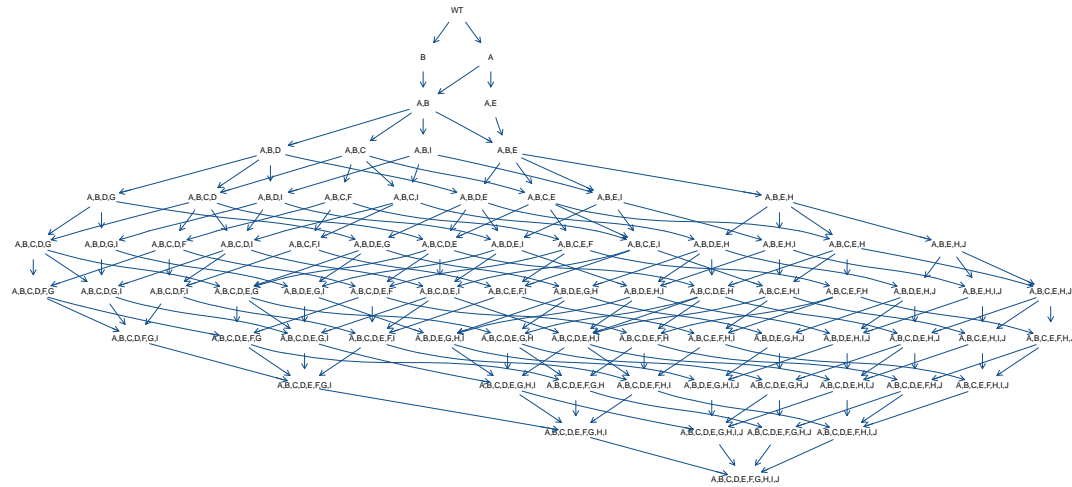 WT
B A
A,B A,E
A,B,D A,B,C A,B,I A,B,E
A,B,D,G A,B,C,D A,B,D,I A,B,C,F A,B,C,I A,B,D,E A,B,C,E A,B,E,I A,B,E,H
A,B,C,D,G A,B,D,G,I A,B,C,D,F A,B,C,D,I A,B,C,F,I A,B,D,E,G A,B,C,D,E A,B,D,E,I A,B,C,E,F A,B,C,E,I A,B,D,E,H A,B,E,H,I A,B,C,E,H A,B,E,H,J
A,B,C,D,F,G A,B,C,D,G,I A,B,C,D,F,I A,B,C,D,E,G A,B,D,E,G,I A,B,C,D,E,F A,B,C,D,E,I A,B,C,E,F,I A,B,D,E,G,H A,B,D,E,H,I A,B,C,D,E,H A,B,C,E,H,I A,B,C,E,F,H A,B,D,E,H,J A,B,E,H,I,J A,B,C,E,H,J
A,B,C,D,F,G,I A,B,C,D,E,F,G A,B,C,D,E,G,I A,B,C,D,E,F,I A,B,D,E,G,H,I A,B,C,D,E,G,H A,B,C,D,E,H,I A,B,C,D,E,F,H A,B,C,E,F,H,I A,B,D,E,G,H,J A,B,D,E,H,I,J A,B,C,D,E,H,J A,B,C,E,H,I,J A,B,C,E,F,H,J
A,B,C,D,E,F,G,I A,B,C,D,E,G,H,I A,B,C,D,E,F,G,H A,B,C,D,E,F,H,I A,B,D,E,G,H,I,J A,B,C,D,E,G,H,J A,B,C,D,E,H,I,J A,B,C,D,E,F,H,J A,B,C,E,F,H,I,J
A,B,C,D,E,F,G,H,I A,B,C,D,E,G,H,I,J A,B,C,D,E,F,G,H,J A,B,C,D,E,F,H,I,J
A,B,C,D,E,F,G,H,I,J